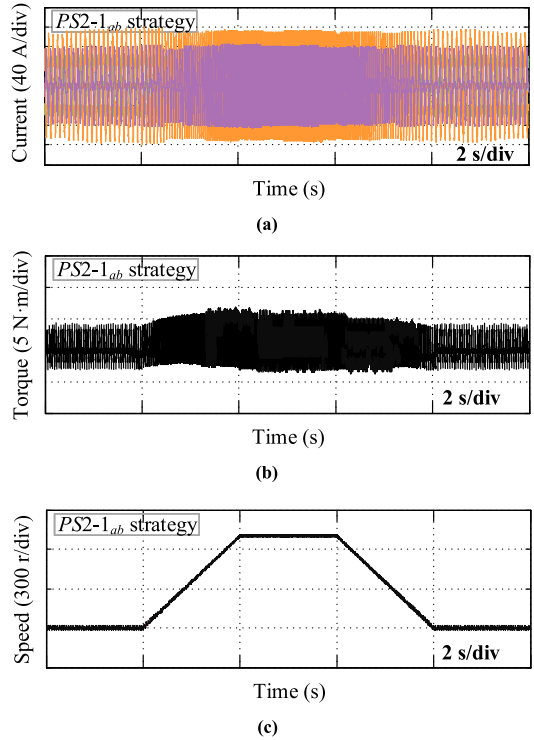 PS2-1ab strategy
Current (40 A/div)
2 s/div
Time (s)
(a)
PS2-1ab strategy
Torque (5 N·m/div)
2 s/div
Time (s)
(b)
PS2-1ab strategy
Speed (300 r/div)
2 s/div
Time (s)
(c)